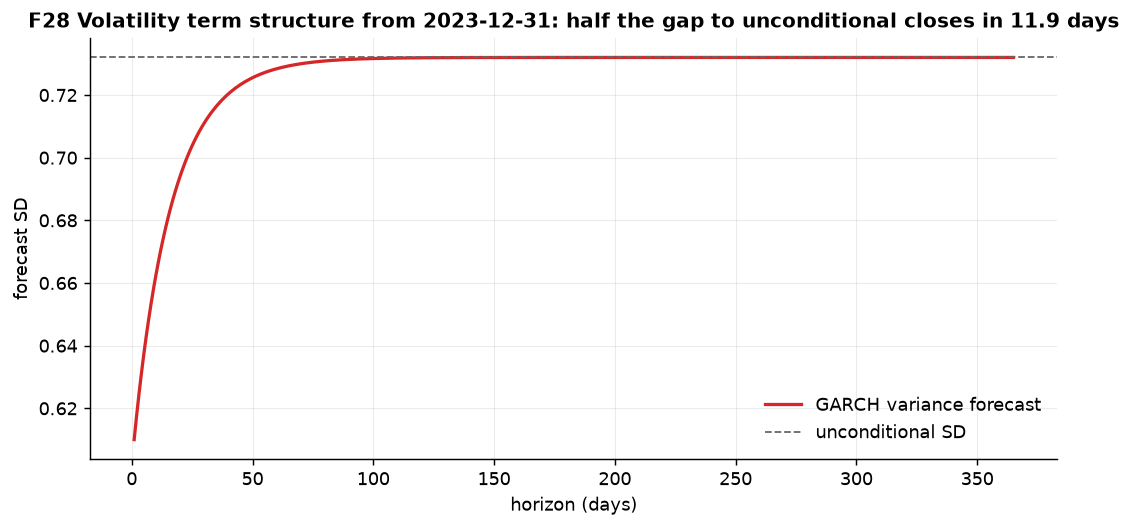 F28 Volatility term structure from 2023-12-31: half the gap to unconditional closes in 11.9 days
forecast SD
0.72
0.70
0.68
0.66
0.64
0.62
GARCH variance forecast
unconditional SD
0
50
100
150
200
250
300
350
horizon (days)